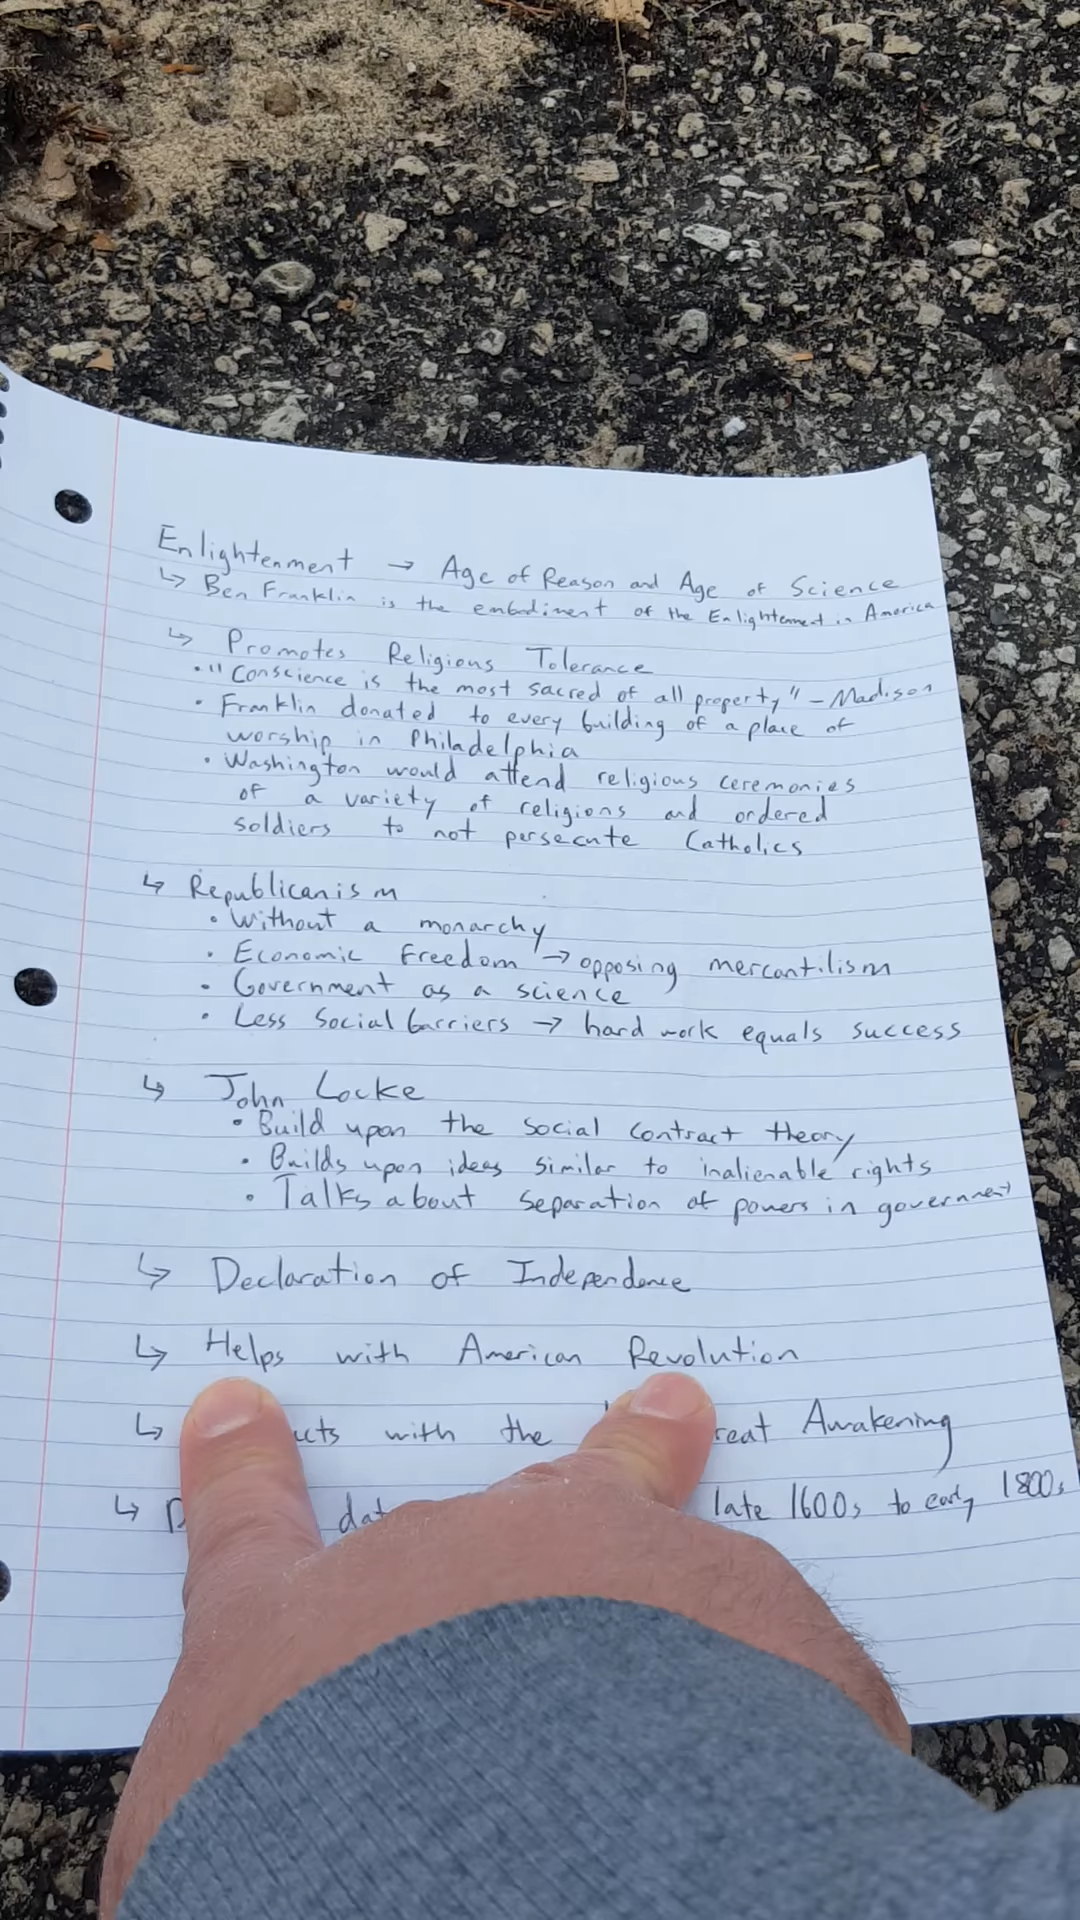 Enlightenment → Age of Reason and Age of Science
↳ Ben Franklin is the embodiment of the Enlightenment in America
↳ Promotes Religious Tolerance
• "Conscience is the most sacred of all property" - Madison
• Franklin donated to every building of a place of
worship in Philadelphia
• Washington would attend religious ceremonies
of a variety of religions and ordered
soldiers to not persecute Catholics
↳ Republicanism
• Without a monarchy
• Economic Freedom → opposing mercantilism
• Government as a science
• Less Social barriers → hard work equals success
↳ John Locke
• Build upon the social contract theory
• Builds upon ideas similar to inalienable rights
• Talks about separation of powers in government
↳ Declaration of Independence
↳ Helps with American Revolution
↳ with the Awakening
↳ late 1600s to early 1800s